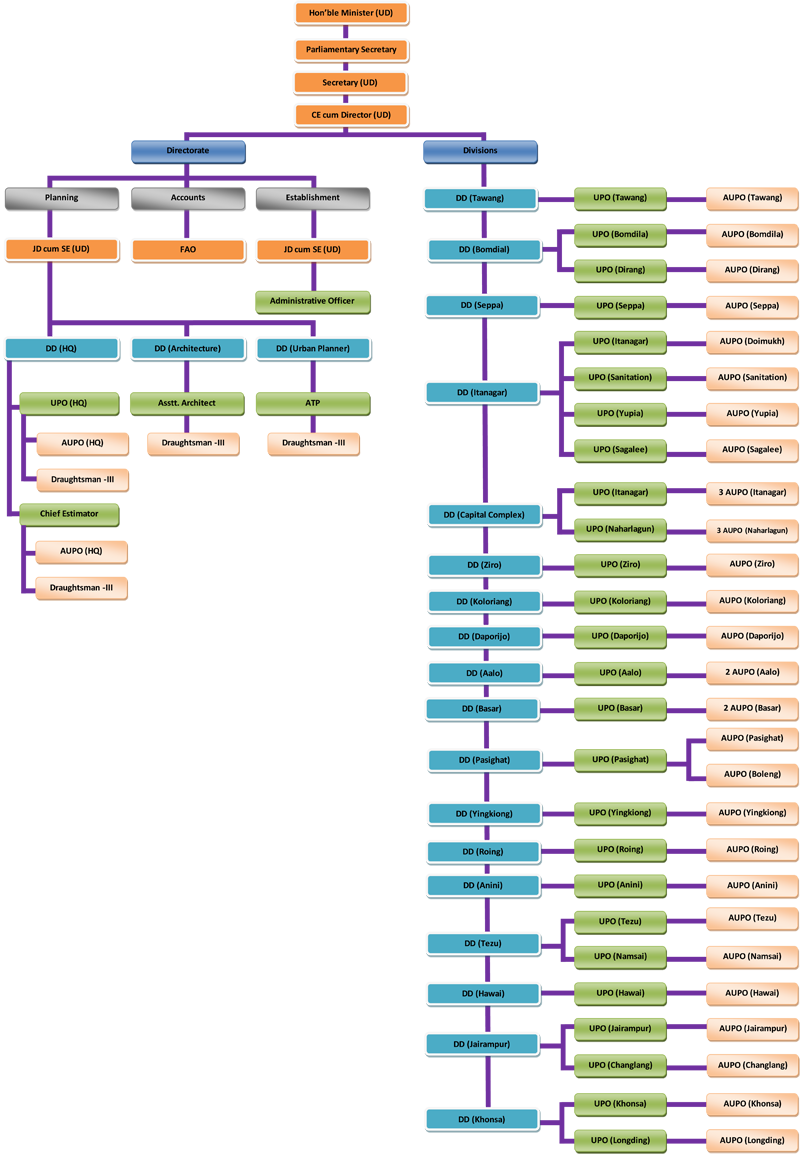 Hon'ble Minister (UD)
Parliamentary Secretary
Secretary (UD)
CE cum Director (UD)
Directorate
Planning
Accounts
Establishment
JD cum SE (UD)
FAO
JD cum SE (UD)
Administrative Officer
DD (HQ)
DD (Architecture)
DD (Urban Planner)
UPO (HQ)
Asstt. Architect
ATP
AUPO (HQ)
Draughtsman -III
Draughtsman -III
Draughtsman -III
Chief Estimator
AUPO (HQ)
Draughtsman -III
Divisions
DD (Tawang)
UPO (Tawang)
AUPO (Tawang)
DD (Bomdial)
UPO (Bomdila)
AUPO (Bomdila)
UPO (Dirang)
AUPO (Dirang)
DD (Seppa)
UPO (Seppa)
AUPO (Seppa)
DD (Itanagar)
UPO (Itanagar)
AUPO (Doimukh)
UPO (Sanitation)
AUPO (Sanitation)
UPO (Yupia)
AUPO (Yupia)
UPO (Sagalee)
AUPO (Sagalee)
DD (Capital Complex)
UPO (Itanagar)
3 AUPO (Itanagar)
UPO (Naharlagun)
3 AUPO (Naharlagun)
DD (Ziro)
UPO (Ziro)
AUPO (Ziro)
DD (Koloriang)
UPO (Koloriang)
AUPO (Koloriang)
DD (Daporijo)
UPO (Daporijo)
AUPO (Daporijo)
DD (Aalo)
UPO (Aalo)
2 AUPO (Aalo)
DD (Basar)
UPO (Basar)
2 AUPO (Basar)
DD (Pasighat)
UPO (Pasighat)
AUPO (Pasighat)
AUPO (Boleng)
DD (Yingkiong)
UPO (Yingkiong)
AUPO (Yingkiong)
DD (Roing)
UPO (Roing)
AUPO (Roing)
DD (Anini)
UPO (Anini)
AUPO (Anini)
DD (Tezu)
UPO (Tezu)
AUPO (Tezu)
UPO (Namsai)
AUPO (Namsai)
DD (Hawai)
UPO (Hawai)
AUPO (Hawai)
DD (Jairampur)
UPO (Jairampur)
AUPO (Jairampur)
UPO (Changlang)
AUPO (Changlang)
DD (Khonsa)
UPO (Khonsa)
AUPO (Khonsa)
UPO (Longding)
AUPO (Longding)